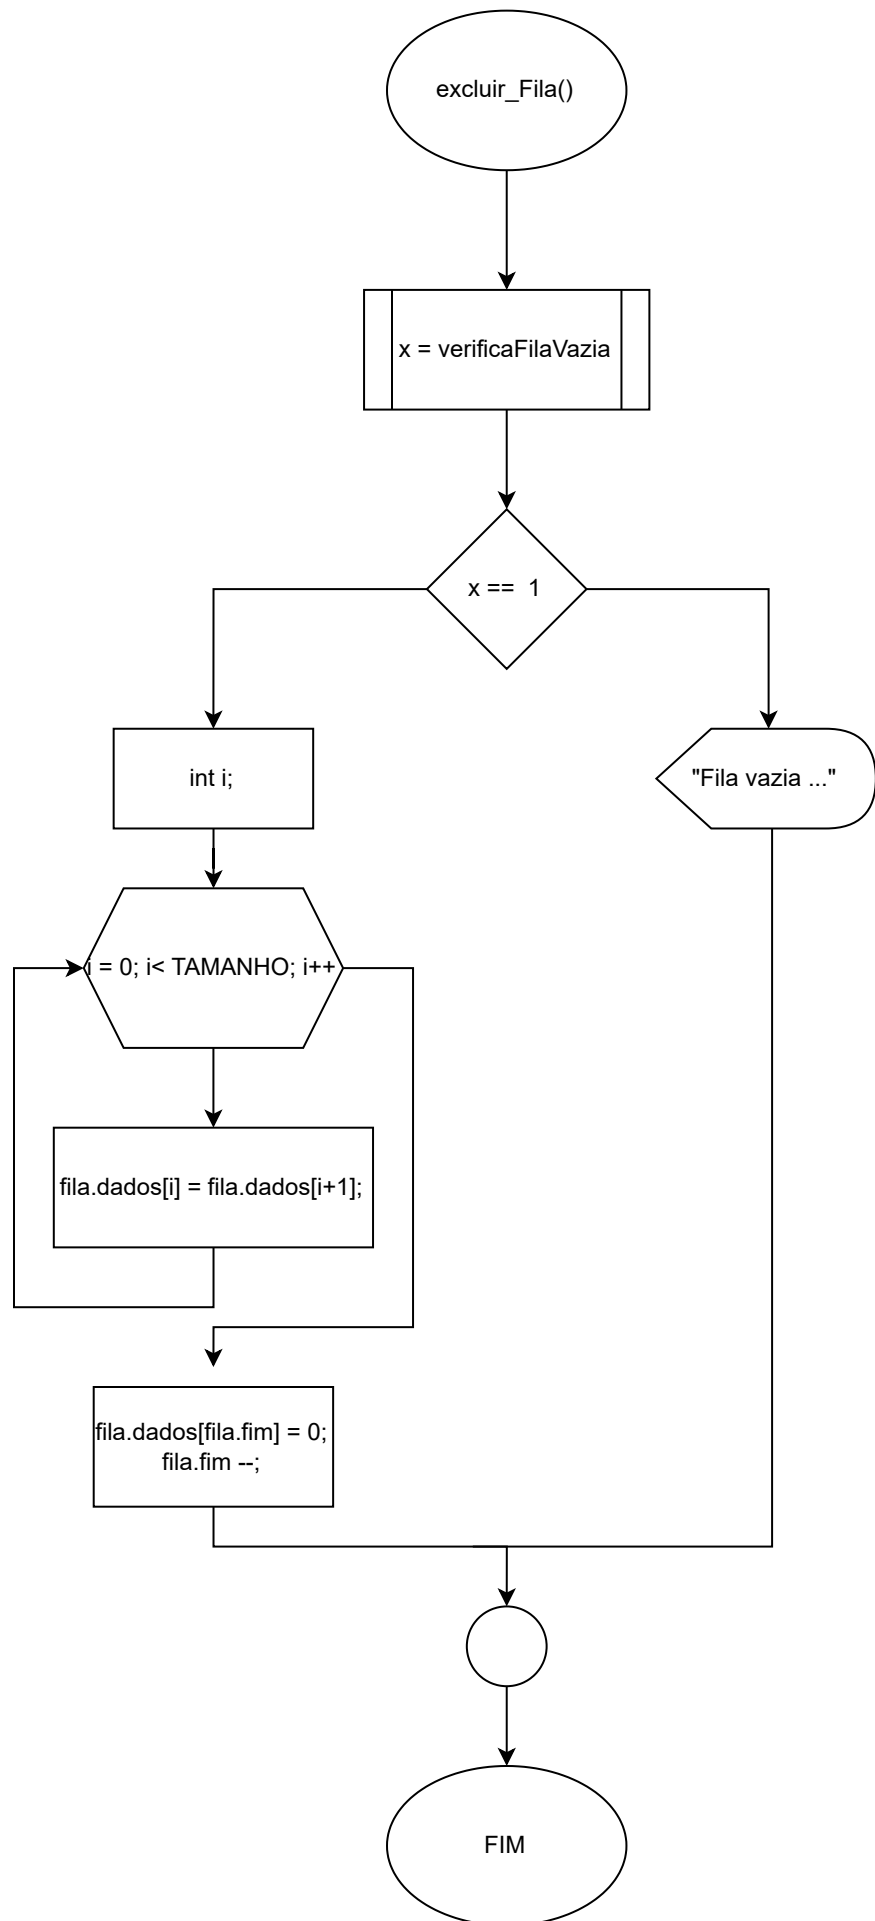 excluir_Fila()
x = verificaFilaVazia
x ==  1
int i;
"Fila vazia ..."
i = 0; i< TAMANHO; i++
fila.dados[i] = fila.dados[i+1];
fila.dados[fila.fim] = 0;
fila.fim --;
FIM